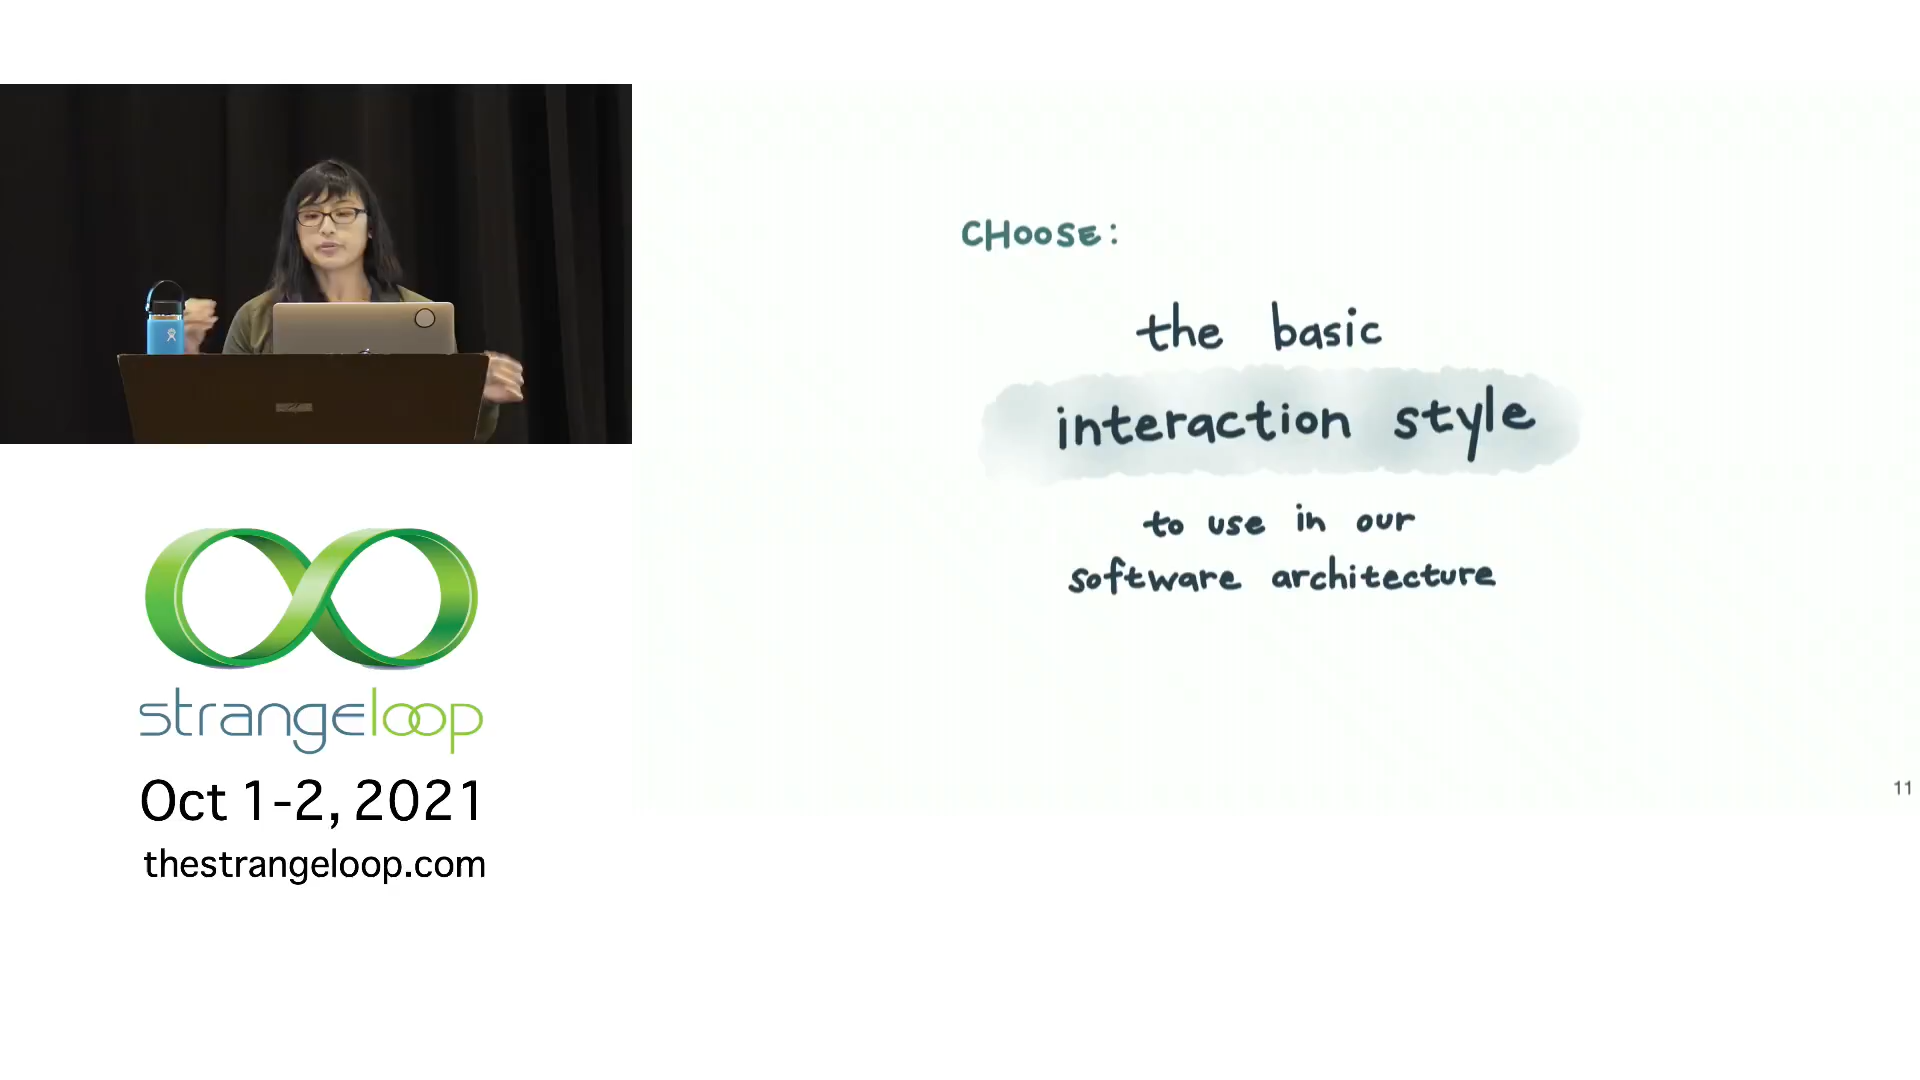 CHOOSE:
the basic
interaction style
to use in our
software architecture
11
strangeloop
Oct 1-2, 2021
thestrangeloop.com